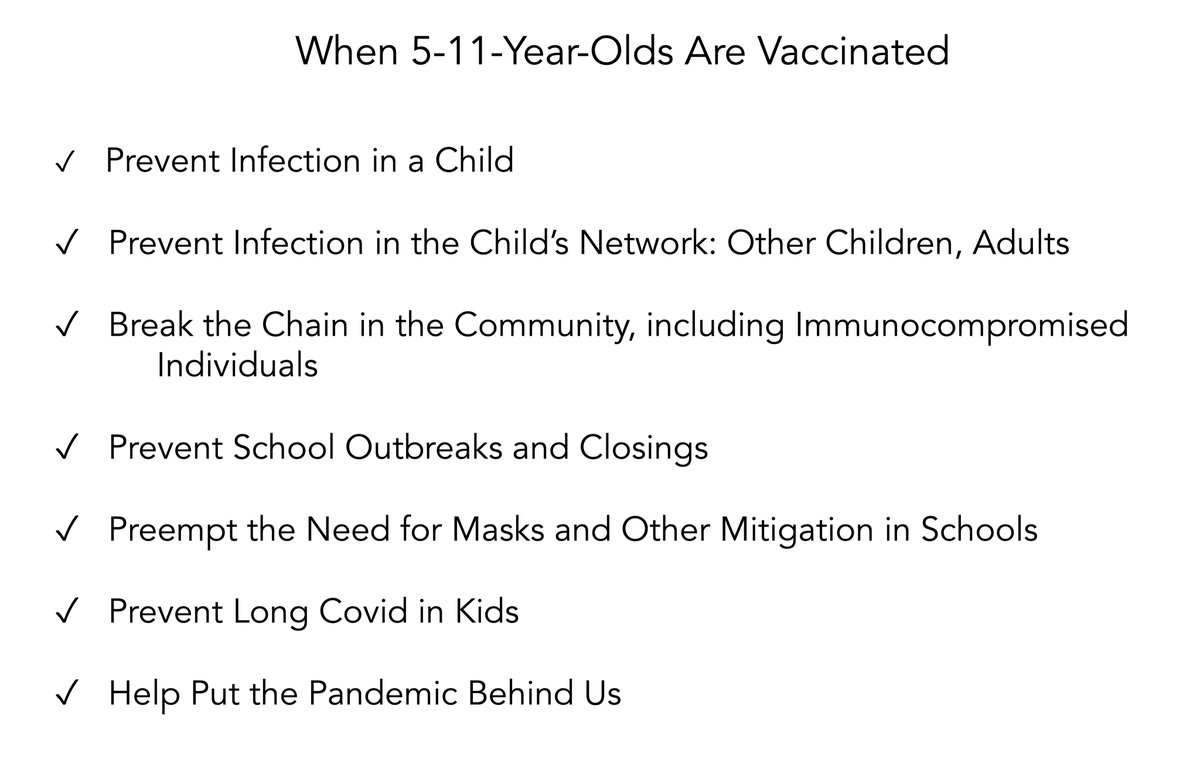 When 5-11-Year-Olds Are Vaccinated
✓ Prevent Infection in a Child
✓ Prevent Infection in the Child’s Network: Other Children, Adults
✓ Break the Chain in the Community, including Immunocompromised
Individuals
✓ Prevent School Outbreaks and Closings
✓ Preempt the Need for Masks and Other Mitigation in Schools
✓ Prevent Long Covid in Kids
✓ Help Put the Pandemic Behind Us